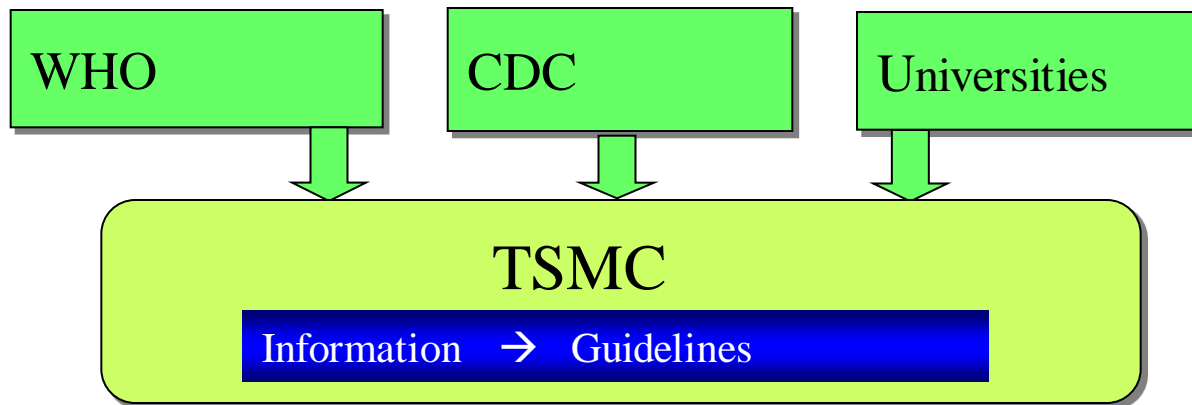 WHO
CDC
Universities
TSMC
Information → Guidelines